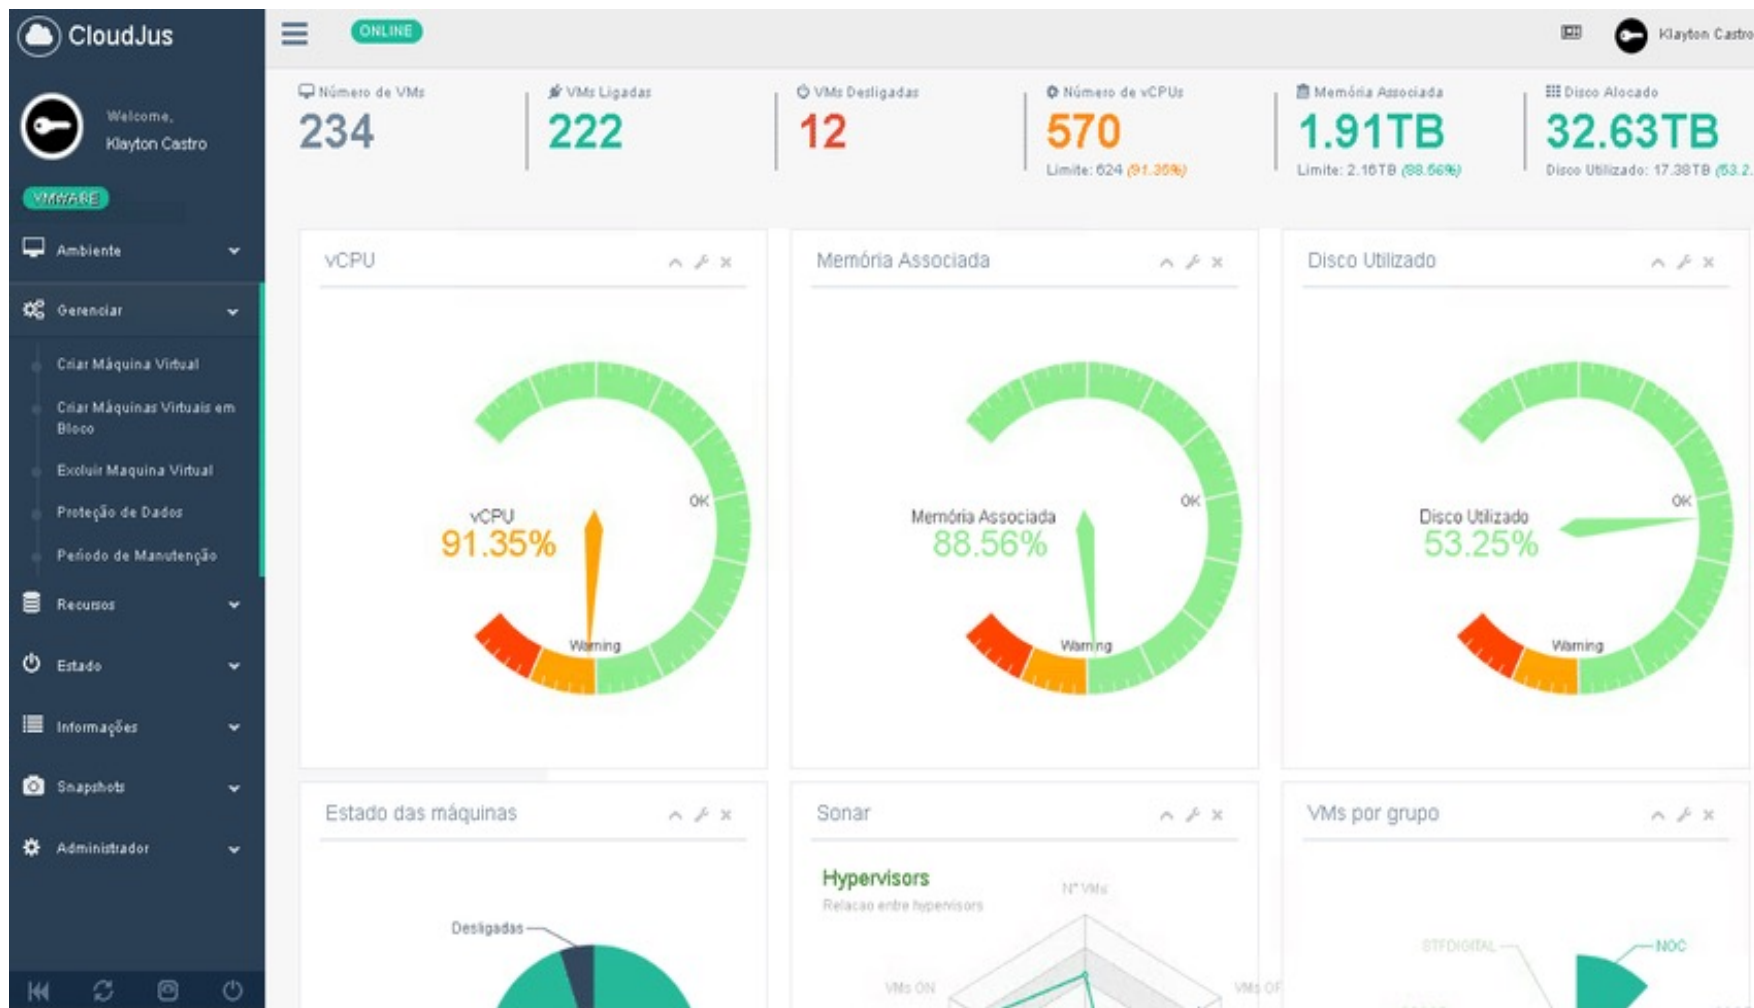 CloudJus
ONLINE
Klayton Castro
Welcome,
Klayton Castro
VMWARE
Ambiente
Gerenciar
Criar Máquina Virtual
Criar Máquinas Virtuais em
Bloco
Excluir Maquina Virtual
Proteção de Dados
Período de Manutenção
Recursos
Estado
Informações
Snapshots
Administrador
Número de VMs
234
VMs Ligadas
222
VMs Desligadas
12
Número de vCPUs
570
Limite: 624 (91.35%)
Memória Associada
1.91TB
Limite: 2.16TB (88.56%)
Disco Alocado
32.63TB
Disco Utilizado: 17.38TB (53.2
vCPU
OK
vCPU
91.35%
Warning
Memória Associada
OK
Memória Associada
88.56%
Warning
Disco Utilizado
OK
Disco Utilizado
53.25%
Warning
Estado das máquinas
Desligadas
Sonar
Hypervisors
Relacao entre hypervisors
N° VMs
VMs ON
VMs OF
VMs por grupo
STFDIGITAL
NOC